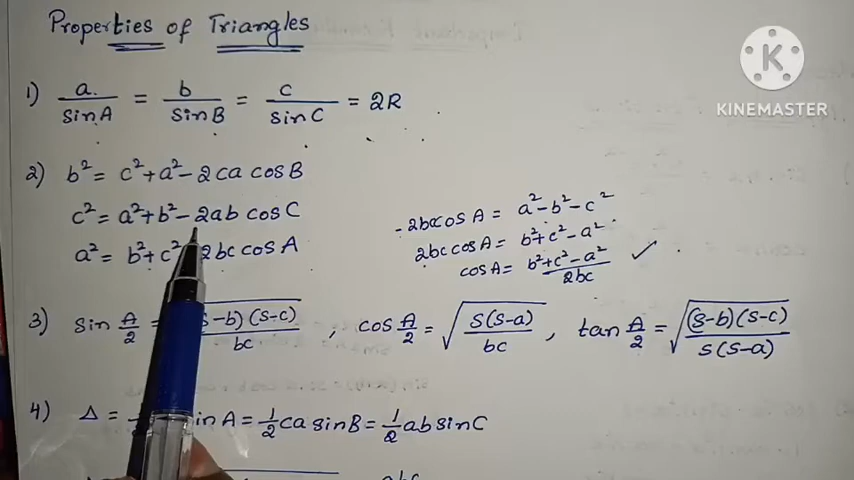 Properties of Triangles
KINEMASTER
1) a/sinA = b/sinB = c/sinC = 2R
2) b² = c²+a²-2ca cosB
c² = a²+b²-2ab cosC
a² = b²+c² 2bc cosA
-2bc cosA = a²-b²-c²
2bc cosA = b²+c²-a²
cosA = b²+c²-a²/2bc ✓
3) sin A/2 = s-b)(s-c)/bc , cos A/2 = √s(s-a)/bc , tan A/2 = √(s-b)(s-c)/s(s-a)
4) Δ = sinA = 1/2 ca sinB = 1/2 ab sinC
abc